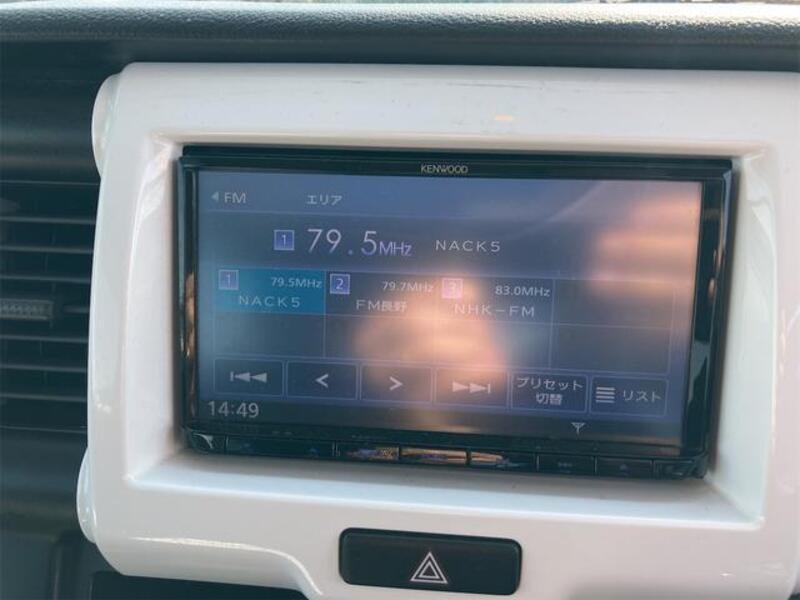 KENWOOD
FM エリア
1 79.5MHz NACK5
1 79.5MHz 2 79.7MHz 3 83.0MHz
NACK5 FM長野 NHK-FM
プリセット
切替
リスト
14:49